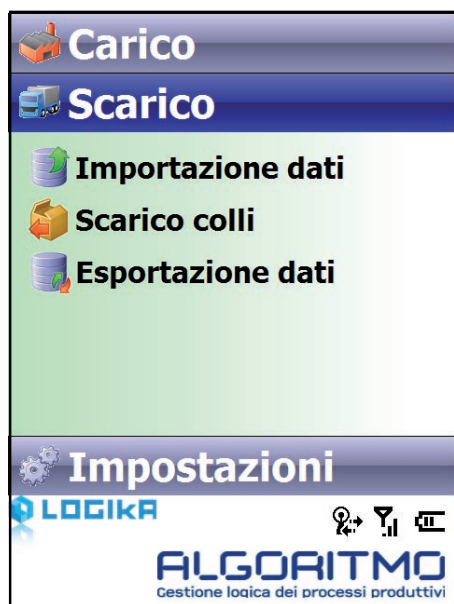 Carico
Scarico
Importazione dati
Scarico colli
Esportazione dati
Impostazioni
LOGIKA
ALGORITMO
Gestione logica dei processi produttivi